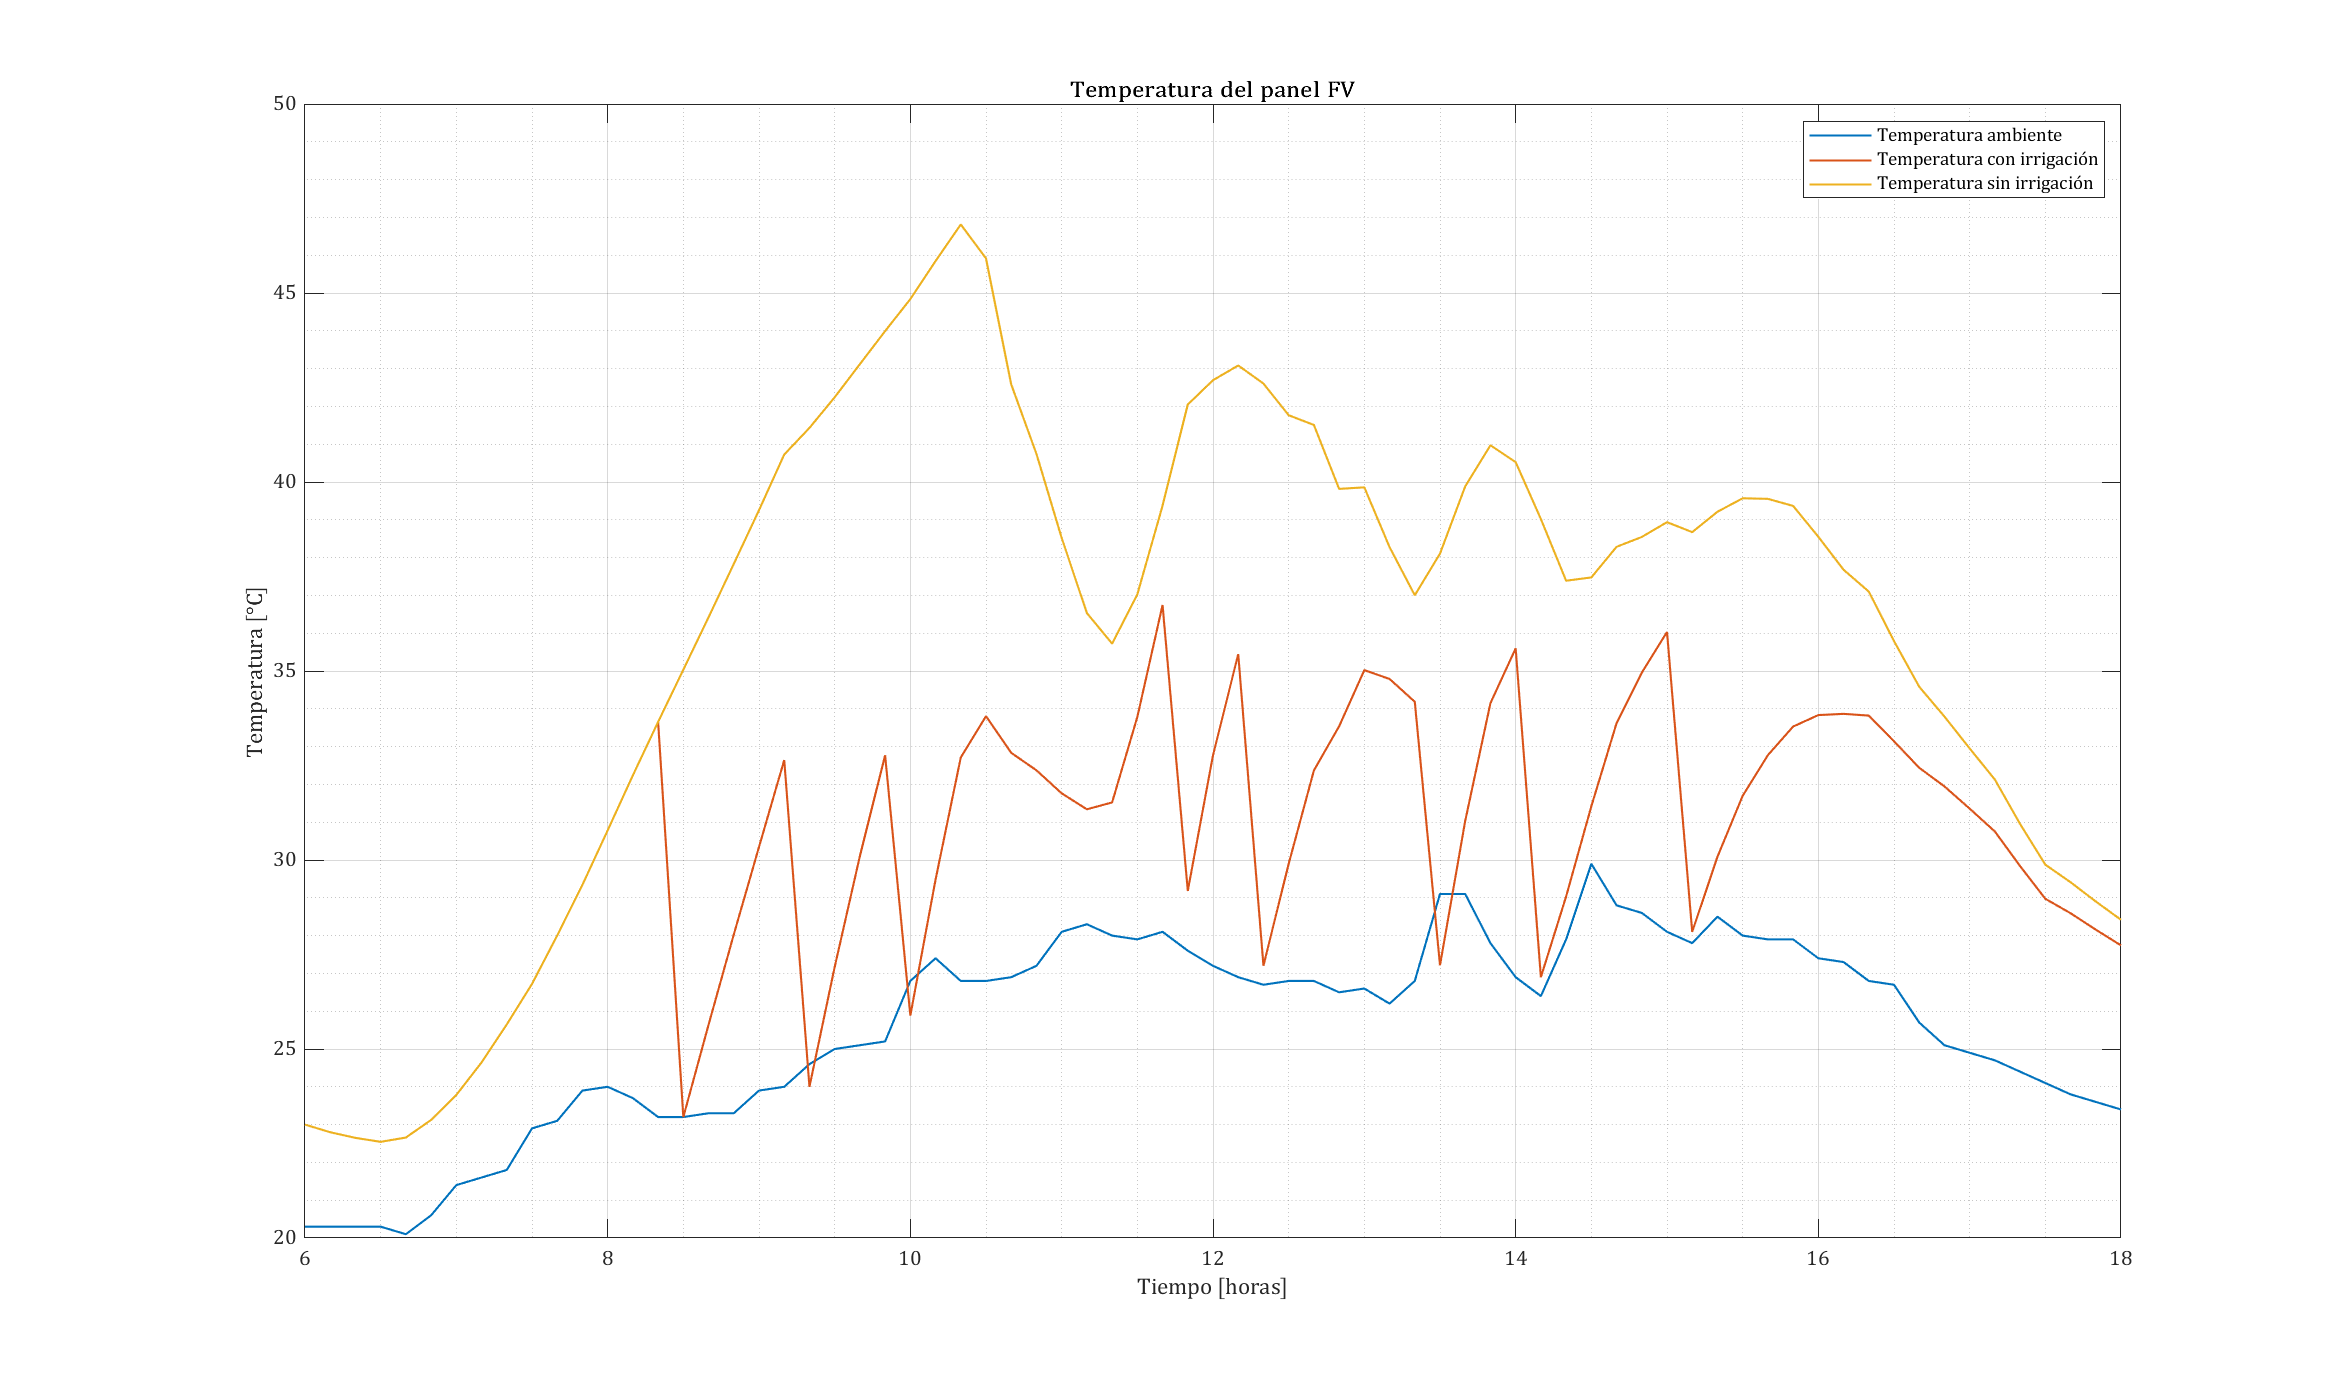 Temperatura del panel FV
50
45
40
35
30
25
20
Temperatura [°C]
Temperatura ambiente
Temperatura con irrigación
Temperatura sin irrigación
6 8 10 12 14 16 18
Tiempo [horas]